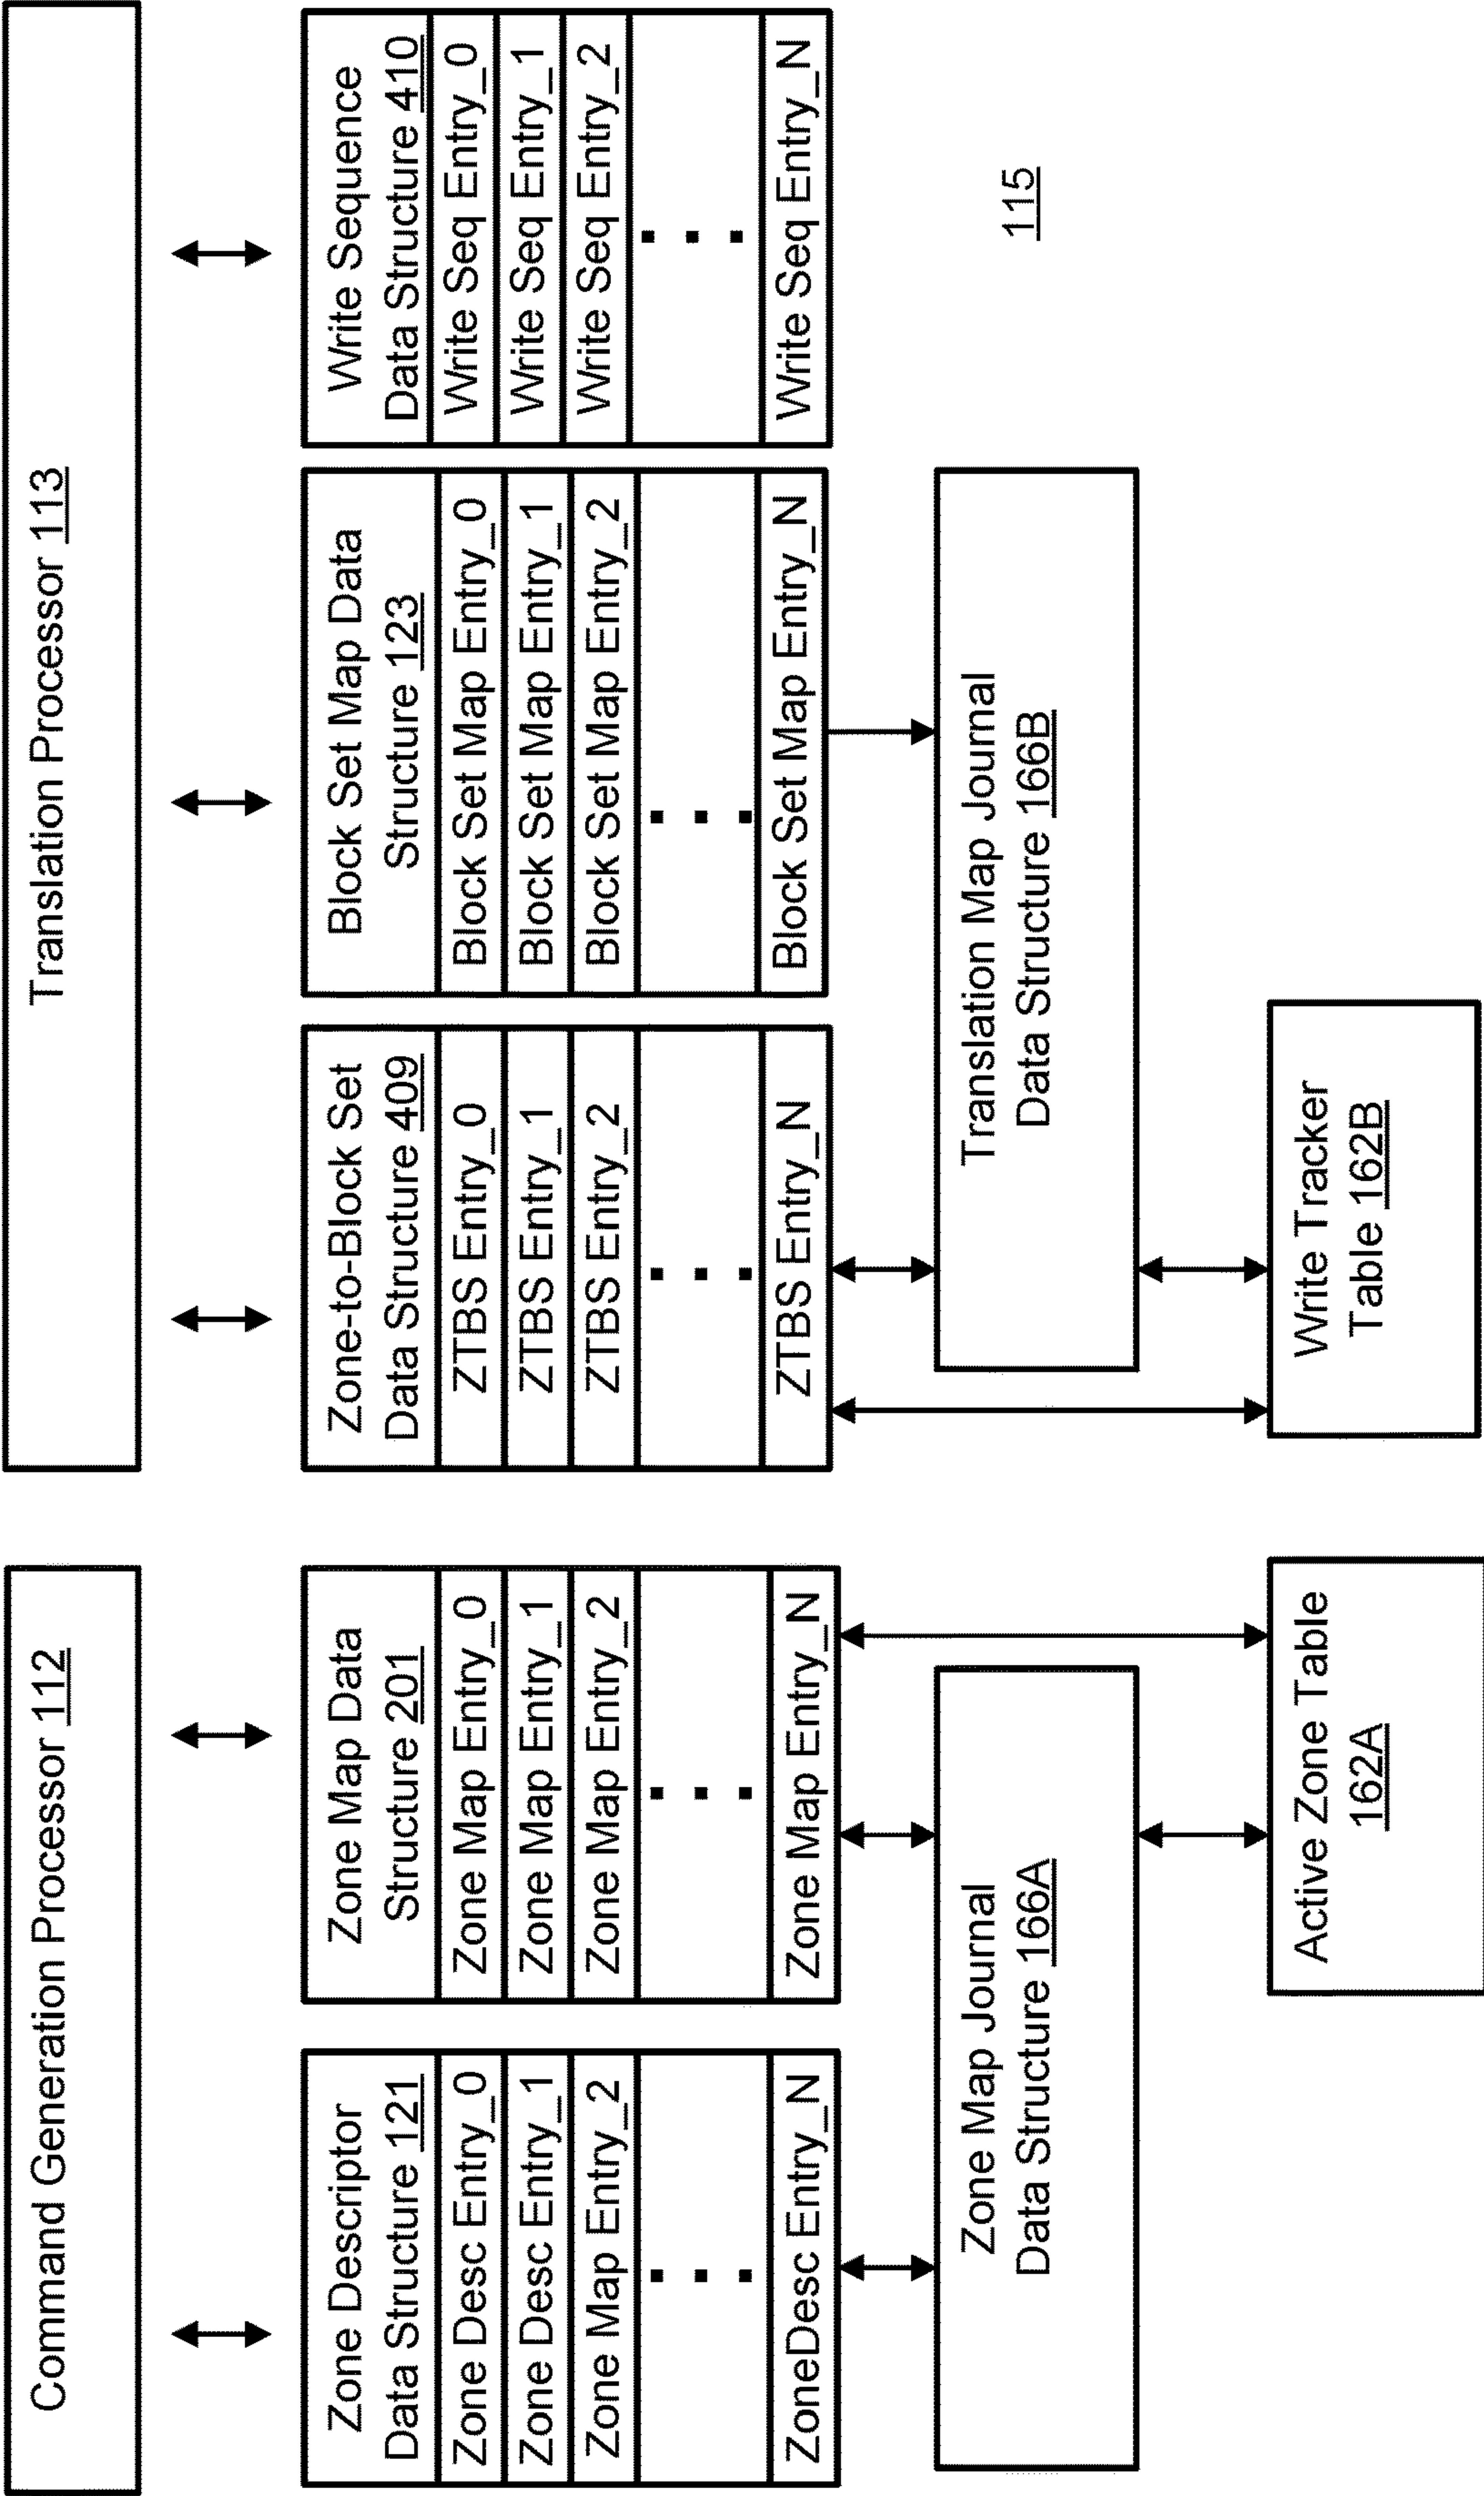 Command Generation Processor 112
Translation Processor 113
Zone Descriptor
Data Structure 121
Zone Desc Entry_0
Zone Desc Entry_1
Zone Map Entry_2
ZoneDesc Entry_N
Zone Map Data
Structure 201
Zone Map Entry_0
Zone Map Entry_1
Zone Map Entry_2
Zone Map Entry_N
Zone-to-Block Set
Data Structure 409
ZTBS Entry_0
ZTBS Entry_1
ZTBS Entry_2
ZTBS Entry_N
Block Set Map Data
Structure 123
Block Set Map Entry_0
Block Set Map Entry_1
Block Set Map Entry_2
Block Set Map Entry_N
Write Sequence
Data Structure 410
Write Seq Entry_0
Write Seq Entry_1
Write Seq Entry_2
Write Seq Entry_N
Zone Map Journal
Data Structure 166A
Translation Map Journal
Data Structure 166B
115
Active Zone Table
162A
Write Tracker
Table 162B